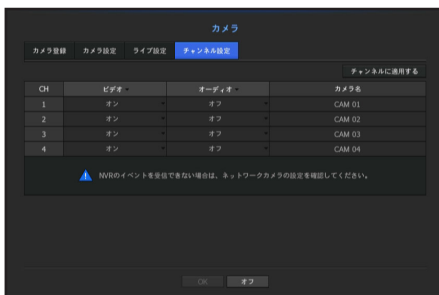 カメラ
カメラ登録 カメラ設定 ライブ設定 チャンネル設定
チャンネルに適用する
CH ビデオ オーディオ カメラ名
1 オン オフ CAM 01
2 オン オフ CAM 02
3 オン オフ CAM 03
4 オン オフ CAM 04
NVRのイベントを受信できない場合は、ネットワークカメラの設定を確認してください。
OK オフ